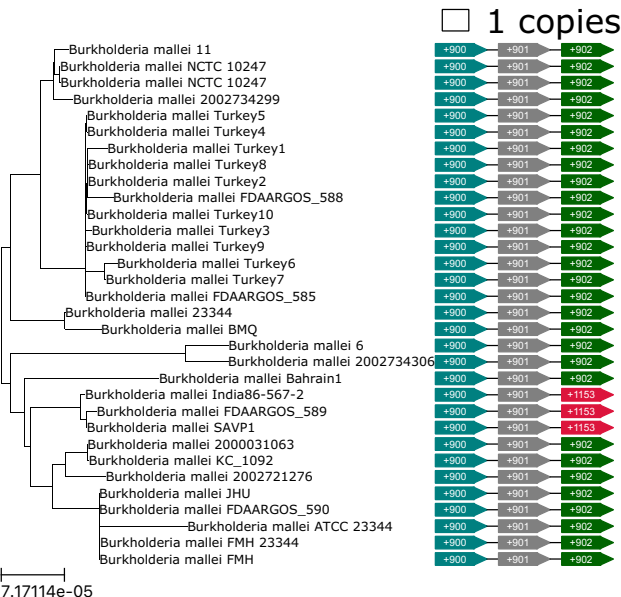 1 copies
Burkholderia mallei 11 +900 +901 +902
Burkholderia mallei NCTC 10247 +900 +901 +902
Burkholderia mallei NCTC 10247 +900 +901 +902
Burkholderia mallei 2002734299 +900 +901 +902
Burkholderia mallei Turkey5 +900 +901 +902
Burkholderia mallei Turkey4 +900 +901 +902
Burkholderia mallei Turkey1 +900 +901 +902
Burkholderia mallei Turkey8 +900 +901 +902
Burkholderia mallei Turkey2 +900 +901 +902
Burkholderia mallei FDAARGOS_588 +900 +901 +902
Burkholderia mallei Turkey10 +900 +901 +902
Burkholderia mallei Turkey3 +900 +901 +902
Burkholderia mallei Turkey9 +900 +901 +902
Burkholderia mallei Turkey6 +900 +901 +902
Burkholderia mallei Turkey7 +900 +901 +902
Burkholderia mallei FDAARGOS_585 +900 +901 +902
Burkholderia mallei 23344 +900 +901 +902
Burkholderia mallei BMQ +900 +901 +902
Burkholderia mallei 6 +900 +901 +902
Burkholderia mallei 2002734306 +900 +901 +902
Burkholderia mallei Bahrain1 +900 +901 +902
Burkholderia mallei India86-567-2 +900 +901 +1153
Burkholderia mallei FDAARGOS_589 +900 +901 +1153
Burkholderia mallei SAVP1 +900 +901 +1153
Burkholderia mallei 2000031063 +900 +901 +902
Burkholderia mallei KC_1092 +900 +901 +902
Burkholderia mallei 2002721276 +900 +901 +902
Burkholderia mallei JHU +900 +901 +902
Burkholderia mallei FDAARGOS_590 +900 +901 +902
Burkholderia mallei ATCC 23344 +900 +901 +902
Burkholderia mallei FMH 23344 +900 +901 +902
Burkholderia mallei FMH +900 +901 +902
7.17114e-05